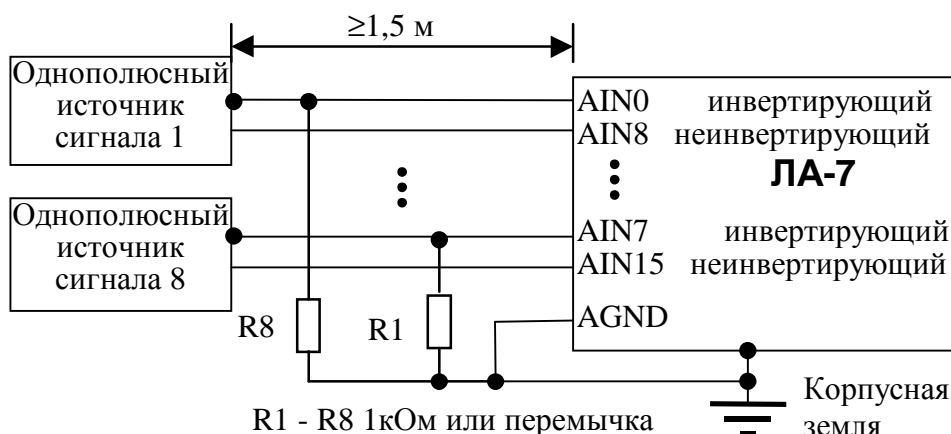 ≥1,5 м
Однополюсный
источник
сигнала 1
AIN0 инвертирующий
AIN8 неинвертирующий
ЛА-7
Однополюсный
источник
сигнала 8
AIN7 инвертирующий
AIN15 неинвертирующий
AGND
R8
R1
R1 - R8 1кОм или перемычка
Корпусная
земля